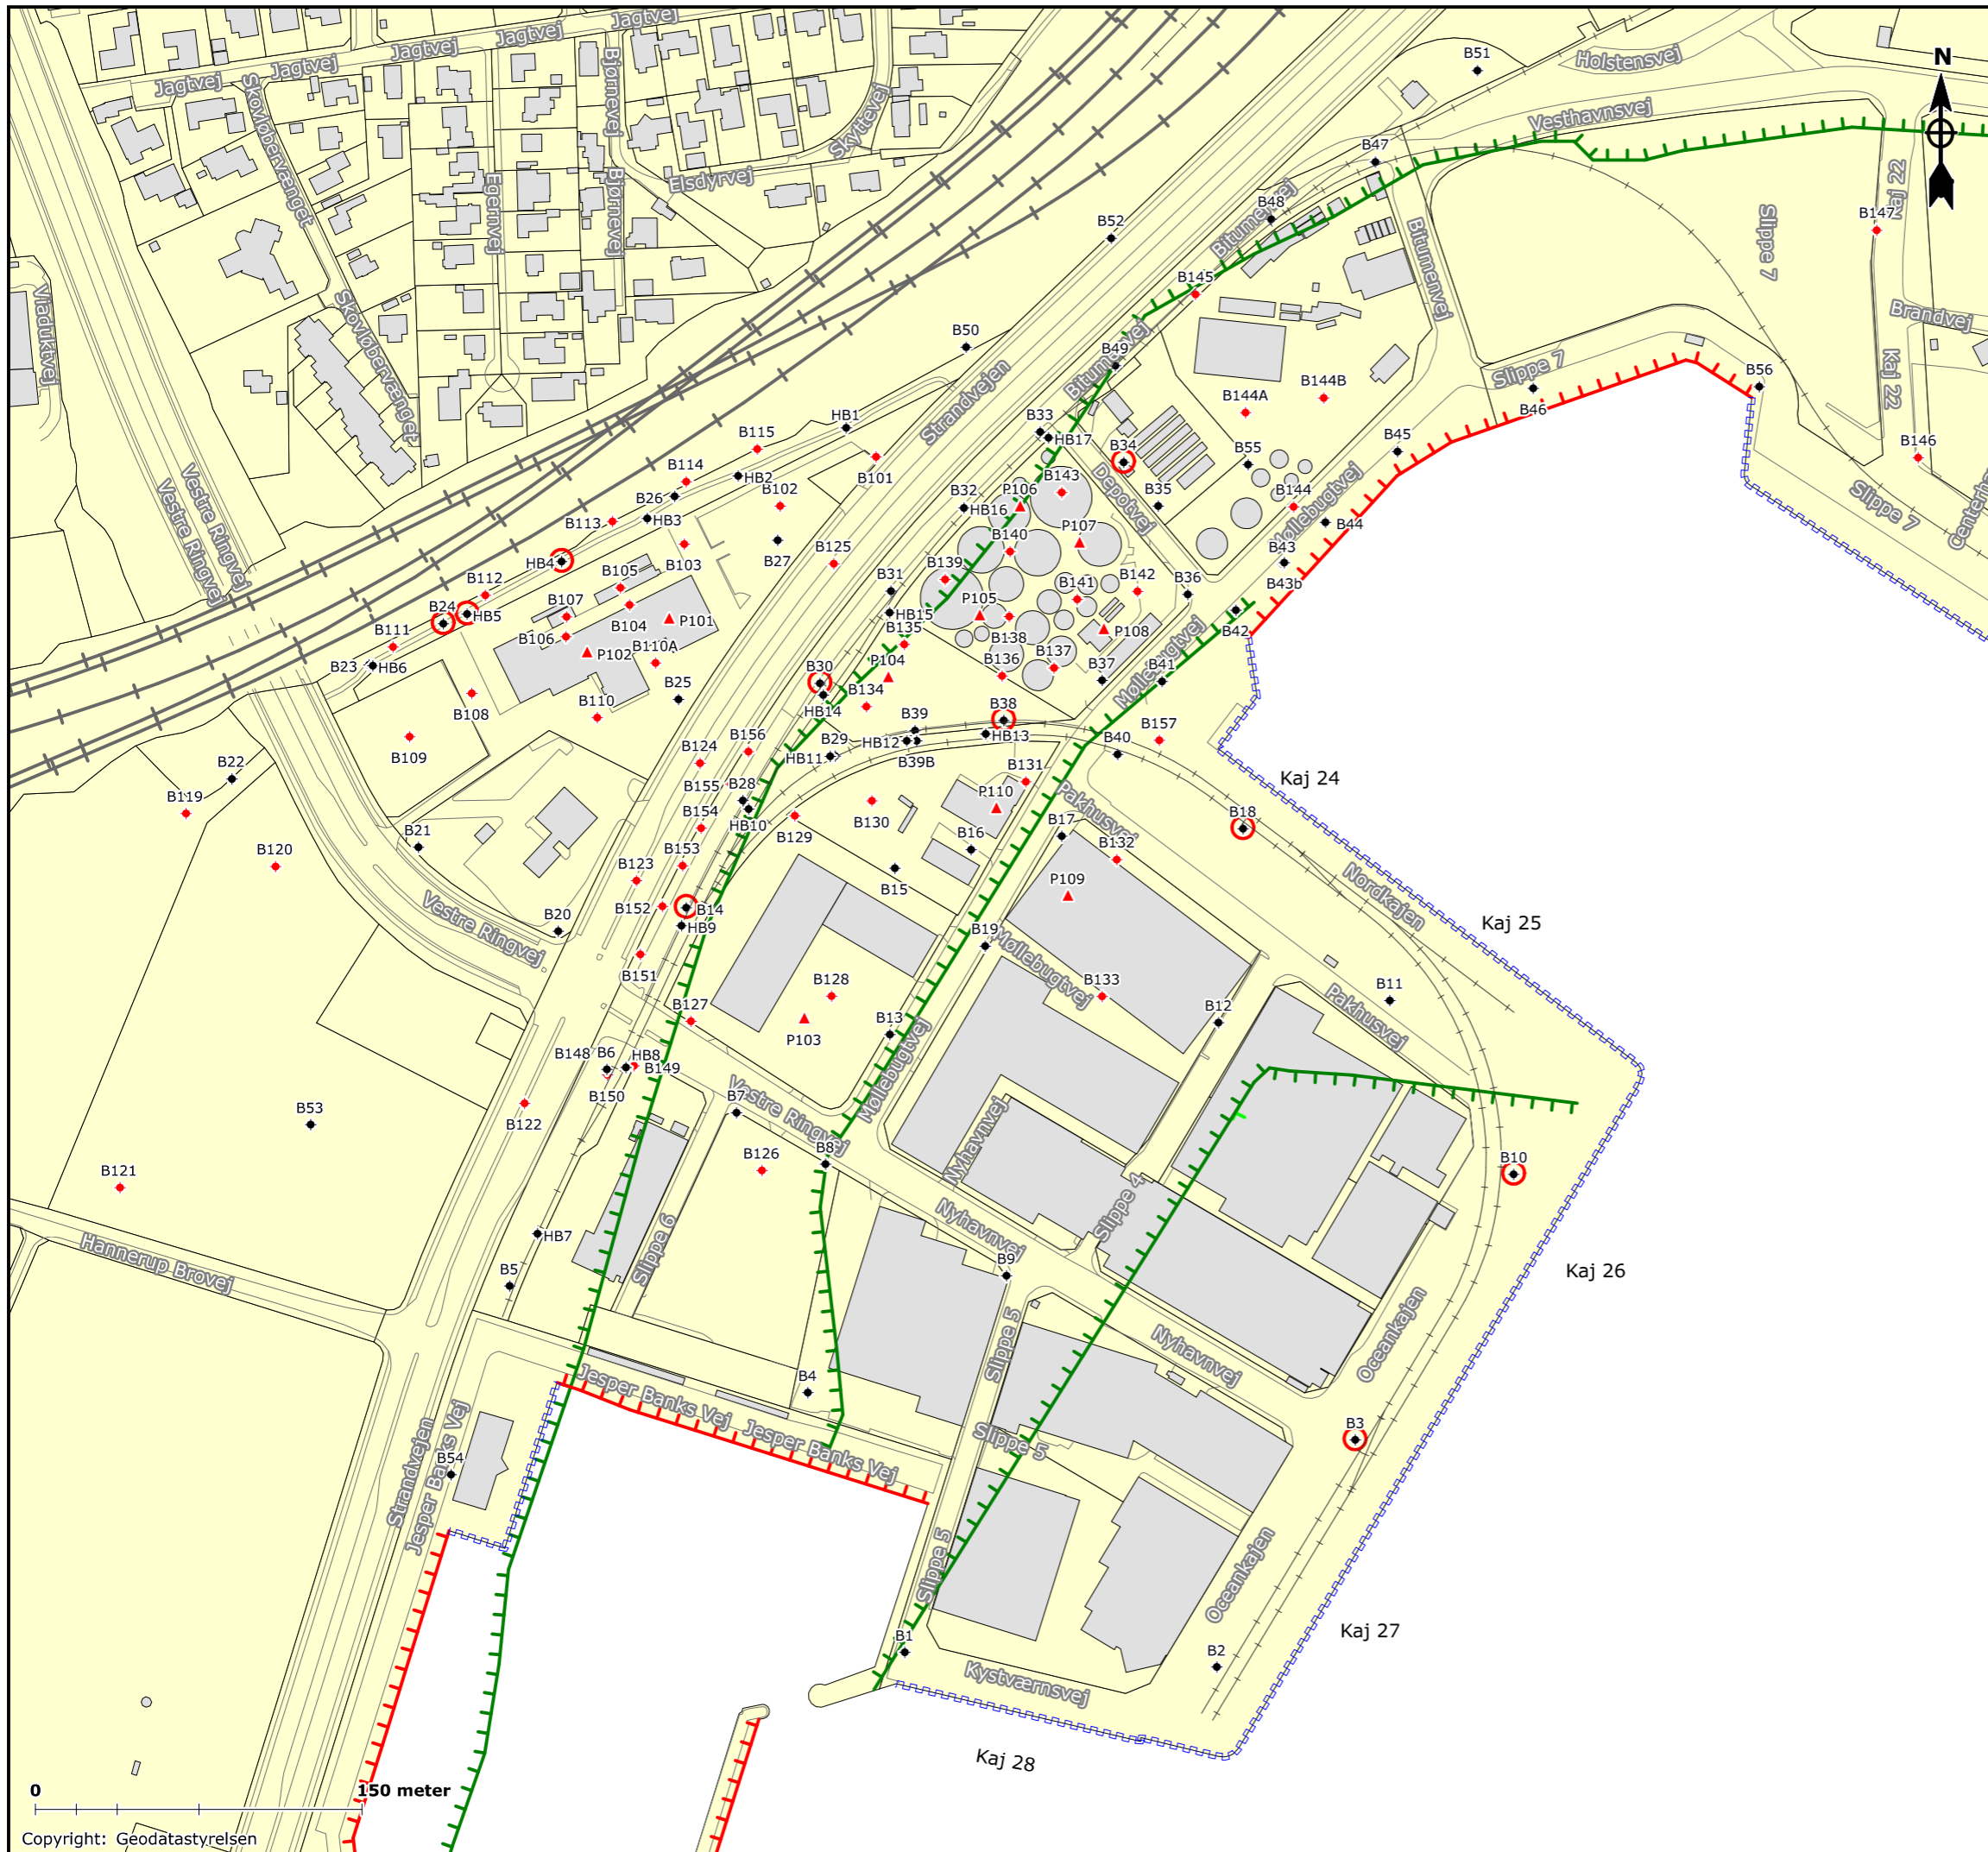 Jagtvej
Jagtvej
Jagtvej
Jagtvej
Jagtvej
Skovløbervænget
Skovløbervænget
Bjørnevej
Bjørnevej
Egernevej
Elsdyrvej
Skyttevej
Viaduktvej
Vestre Ringvej
Vestre Ringvej
Holstensvej
Vesthavnsvej
N
B51
B47
B48
Bitumenvej
Bitumenvej
Bitumenvej
Slippe 7
B147
Kaj 22
Brandvej
B52
B145
B50
B49
Strandvejen
Slippe 7
B56
Kaj 22
B144A
B144B
B46
HB1
B115
B33
HB17
B34
B55
B45
B146
B101
B114
HB2
B102
B26
HB3
B113
B32
HB16
P106
B143
Depotvej
B35
B144
Møllebugtvej
B44
Slippe 7
B27
B103
B125
P107
B140
B43
B43b
HB4
B112
B105
B31
B139
B141
B142
B36
B24
HB5
B107
B104
P101
HB15
B135
P105
B138
P108
B42
B111
B106
P102
B110A
B23
HB6
B30
P104
B136
B137
B37
B41
Møllebugtvej
B108
B110
B25
HB14
B134
B38
B109
B124
B156
B29
HB11
HB12
B39
B39B
HB13
B40
B157
B22
B119
B155
B28
B131
Kaj 24
B154
HB10
B129
B130
P110
Pakhusvej
B17
B18
B21
B16
B132
B120
B153
B123
B15
P109
Nordkajen
Kaj 25
B152
B14
HB9
B20
Vestre Ringvej
B151
B19
Møllebugtvej
B128
B133
B11
B127
P103
B13
B12
Pakhusvej
B148
B6
HB8
B149
B150
Møllebugtvej
B53
B122
B7
Vestre Ringvej
Nyhavnvej
B8
B126
B10
B121
Slippe 4
Hannerup Brovej
HB7
Slippe 6
Nyhavnvej
B9
B5
Kaj 26
Slippe 5
Nyhavnvej
Oceankajen
B4
Jesper Banks Vej
Jesper Banks Vej
Slippe 5
B3
Strandvejen
Jesper Banks Vej
B54
Slippe 5
Oceankajen
B1
B2
Kaj 27
Kystværnsvej
Kaj 28
0
150 meter
Copyright: Geodatastyrelsen